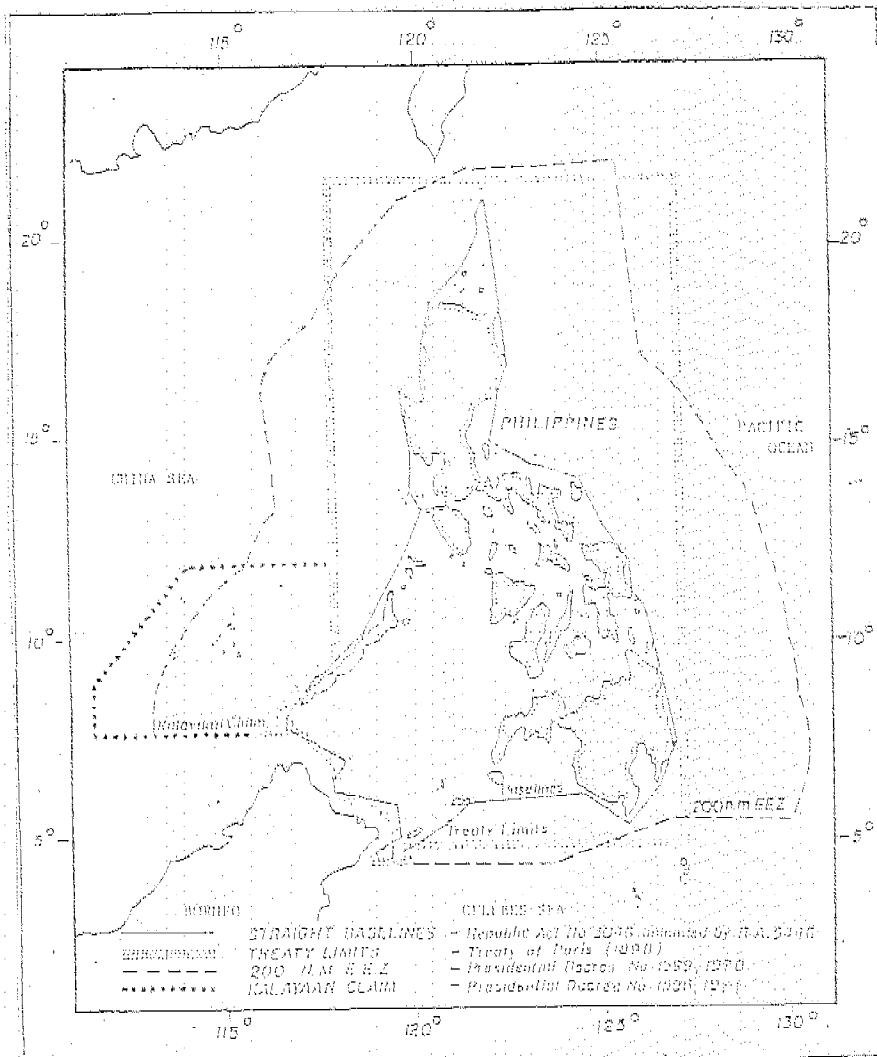 115° 120° 125° 130°
20° 20°
PHILIPPINES
PACIFIC
OCEAN
15° 15°
CHINA SEA
10° 10°
Kalayaan Claim
Baselines
200 nm EEZ
5° Treaty Limits 5°
BORNEO CELEBES SEA
STRAIGHT BASELINES - Republic Act No 3046 amended by R.A. 5446
TREATY LIMITS - Treaty of Paris (1898)
200 N.M. E.E.Z - Presidential Decree No 1599, 1978
KALAYAAN CLAIM - Presidential Decree No 1596,
115° 120° 125° 130°